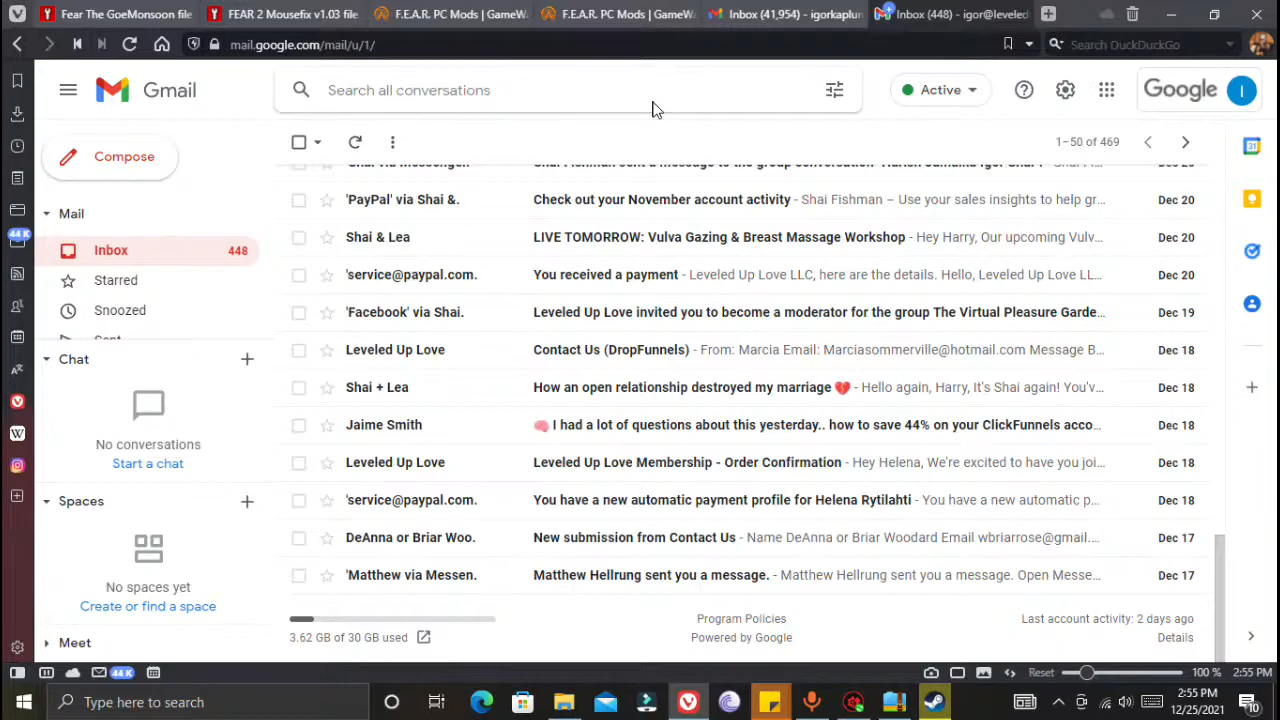 Fear The GoeMonsoon file
FEAR 2 Mousefix v1.03 file
F.E.A.R. PC Mods | GameWa
F.E.A.R. PC Mods | GameWa
Inbox (41,954) - igorkaplun
Inbox (448) - igor@leveled
mail.google.com/mail/u/1/
Search DuckDuckGo
Gmail
Search all conversations
Active
Google
I
Compose
1–50 of 469
Mail
Inbox 448
Starred
Snoozed
Sent
Chat
No conversations
Start a chat
Spaces
No spaces yet
Create or find a space
Meet
'PayPal' via Shai &. Check out your November account activity - Shai Fishman – Use your sales insights to help gr... Dec 20
Shai & Lea LIVE TOMORROW: Vulva Gazing & Breast Massage Workshop - Hey Harry, Our upcoming Vulv... Dec 20
'service@paypal.com. You received a payment - Leveled Up Love LLC, here are the details. Hello, Leveled Up Love LL... Dec 20
'Facebook' via Shai. Leveled Up Love invited you to become a moderator for the group The Virtual Pleasure Garde... Dec 19
Leveled Up Love Contact Us (DropFunnels) - From: Marcia Email: Marciasommerville@hotmail.com Message B... Dec 18
Shai + Lea How an open relationship destroyed my marriage 💔 - Hello again, Harry, It's Shai again! You'v... Dec 18
Jaime Smith 🧠 I had a lot of questions about this yesterday.. how to save 44% on your ClickFunnels acco... Dec 18
Leveled Up Love Leveled Up Love Membership - Order Confirmation - Hey Helena, We're excited to have you joi... Dec 18
'service@paypal.com. You have a new automatic payment profile for Helena Rytilahti - You have a new automatic p... Dec 18
DeAnna or Briar Woo. New submission from Contact Us - Name DeAnna or Briar Woodard Email wbriarrose@gmail.... Dec 17
'Matthew via Messen. Matthew Hellrung sent you a message. - Matthew Hellrung sent you a message. Open Messe... Dec 17
3.62 GB of 30 GB used
Program Policies
Powered by Google
Last account activity: 2 days ago
Details
44 K
31
44 K
Reset 100 % 2:55 PM
Type here to search
2:55 PM
12/25/2021
10